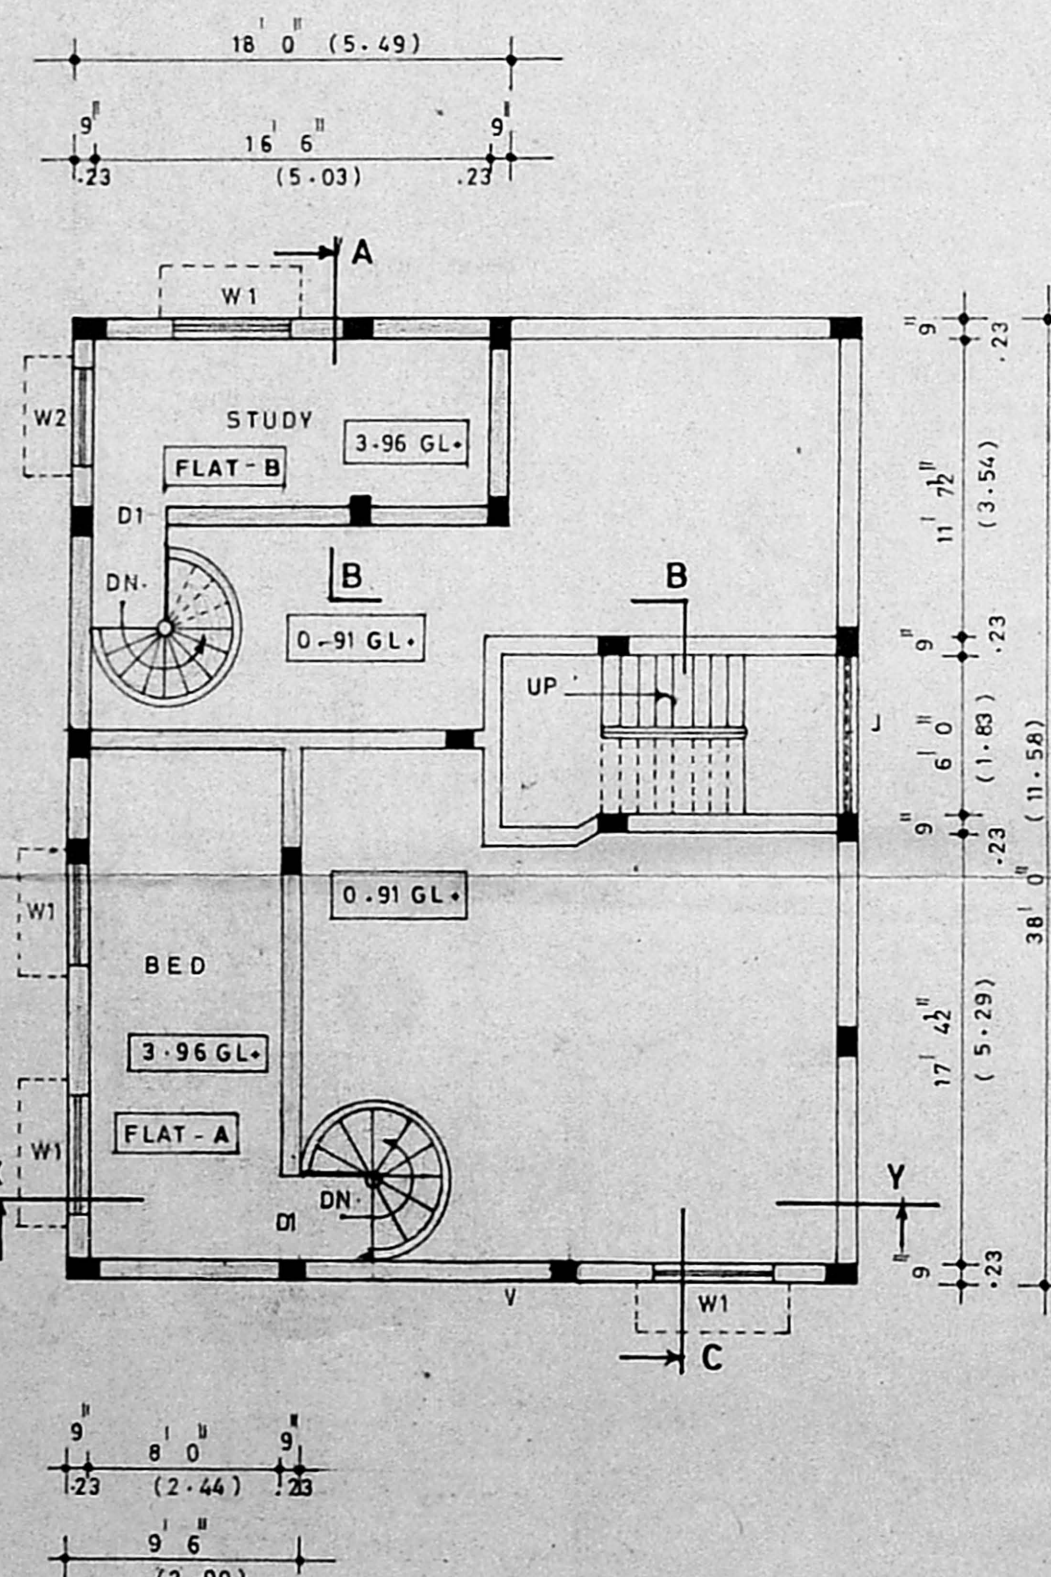 18' 0" (5.49)
9" 16' 6" 9"
.23 (5.03) .23
A
W1
9" .23
W2 STUDY 3.96 GL+
FLAT-B
11' 7½" (3.54)
D1
B B
DN.
0.91 GL+
9" .23
UP
6' 0" (1.83)
38' 0" (11.58)
9" .23
0.91 GL+
W1
BED
3.96 GL+
17' 4½" (5.29)
FLAT-A
W1
DN.
Y
D1
9" .23
V
W1
C
9" 8' 0" 9"
.23 (2.44) .23
9' 6"